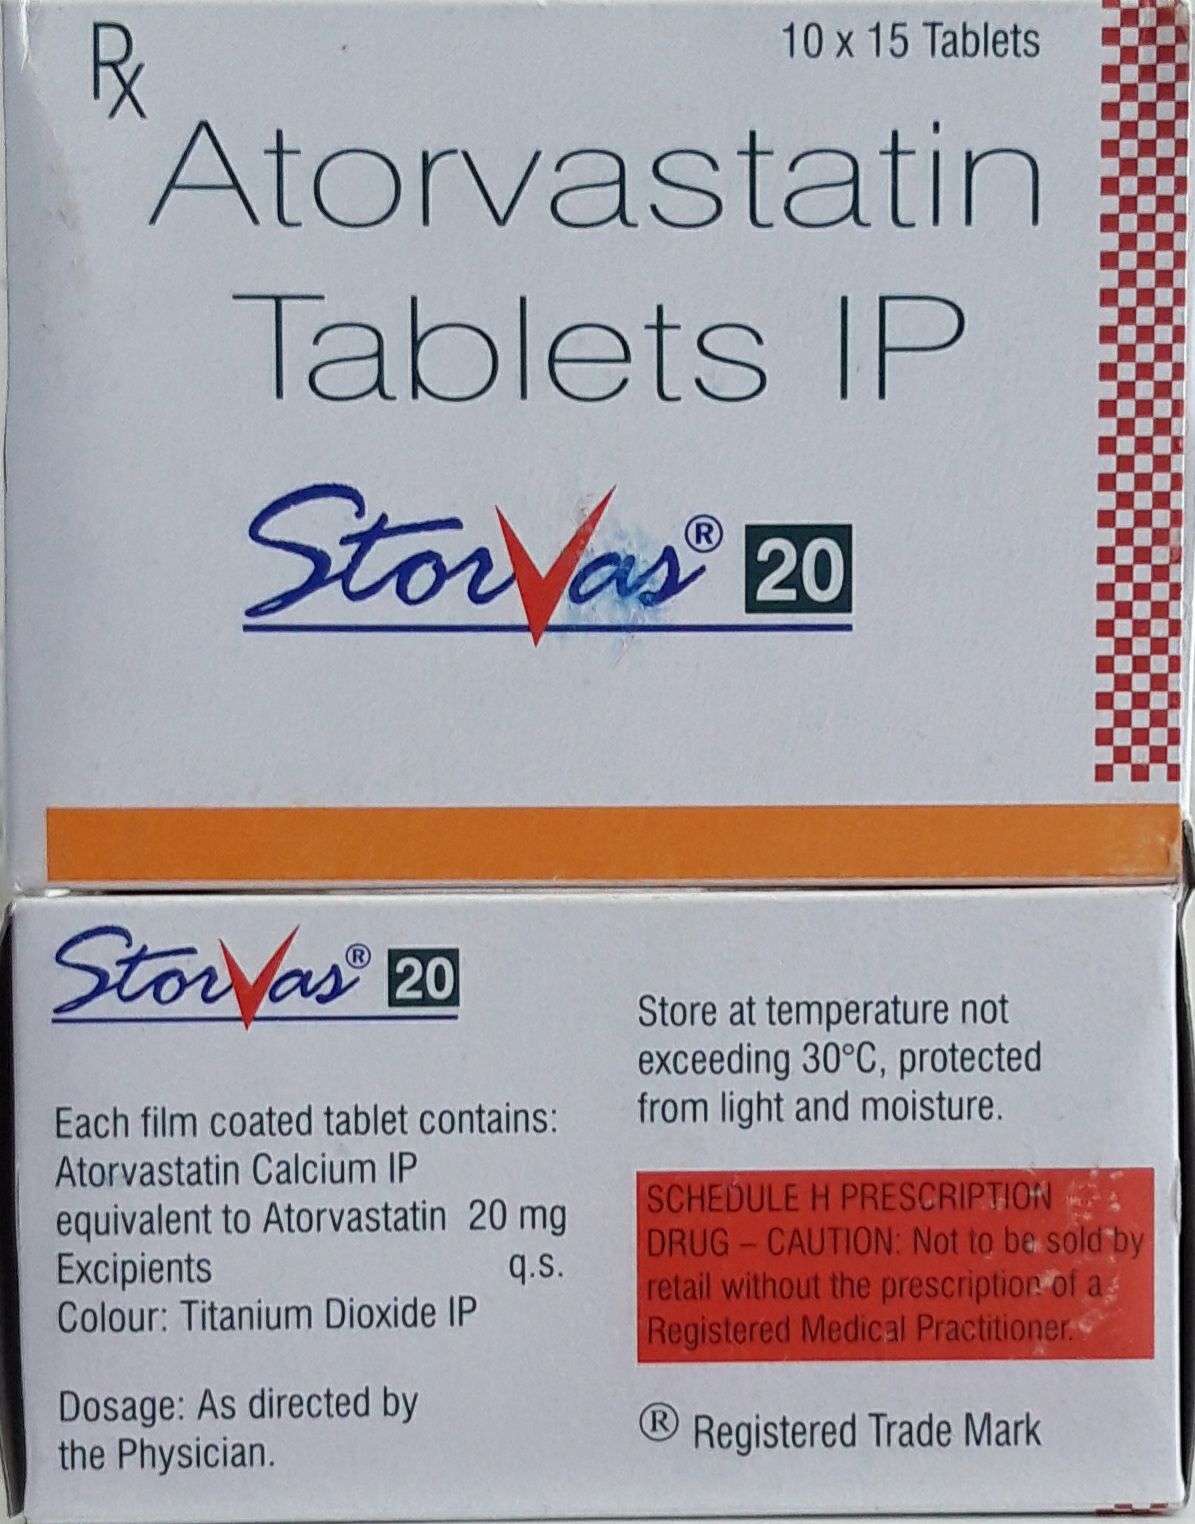 Rx
10 x 15 Tablets
Atorvastatin
Tablets IP
StorVas® 20
StorVas® 20
Each film coated tablet contains:
Atorvastatin Calcium IP
equivalent to Atorvastatin 20 mg
Excipients q.s.
Colour: Titanium Dioxide IP
Dosage: As directed by
the Physician.
Store at temperature not
exceeding 30°C, protected
from light and moisture.
SCHEDULE H PRESCRIPTION
DRUG – CAUTION: Not to be sold by
retail without the prescription of a
Registered Medical Practitioner.
® Registered Trade Mark